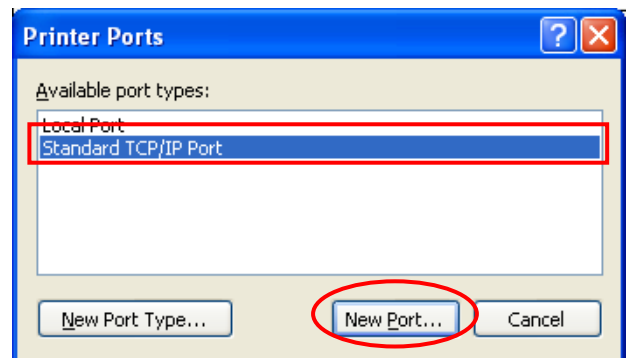 Printer Ports
Available port types:
Local Port
Standard TCP/IP Port
New Port Type... New Port... Cancel